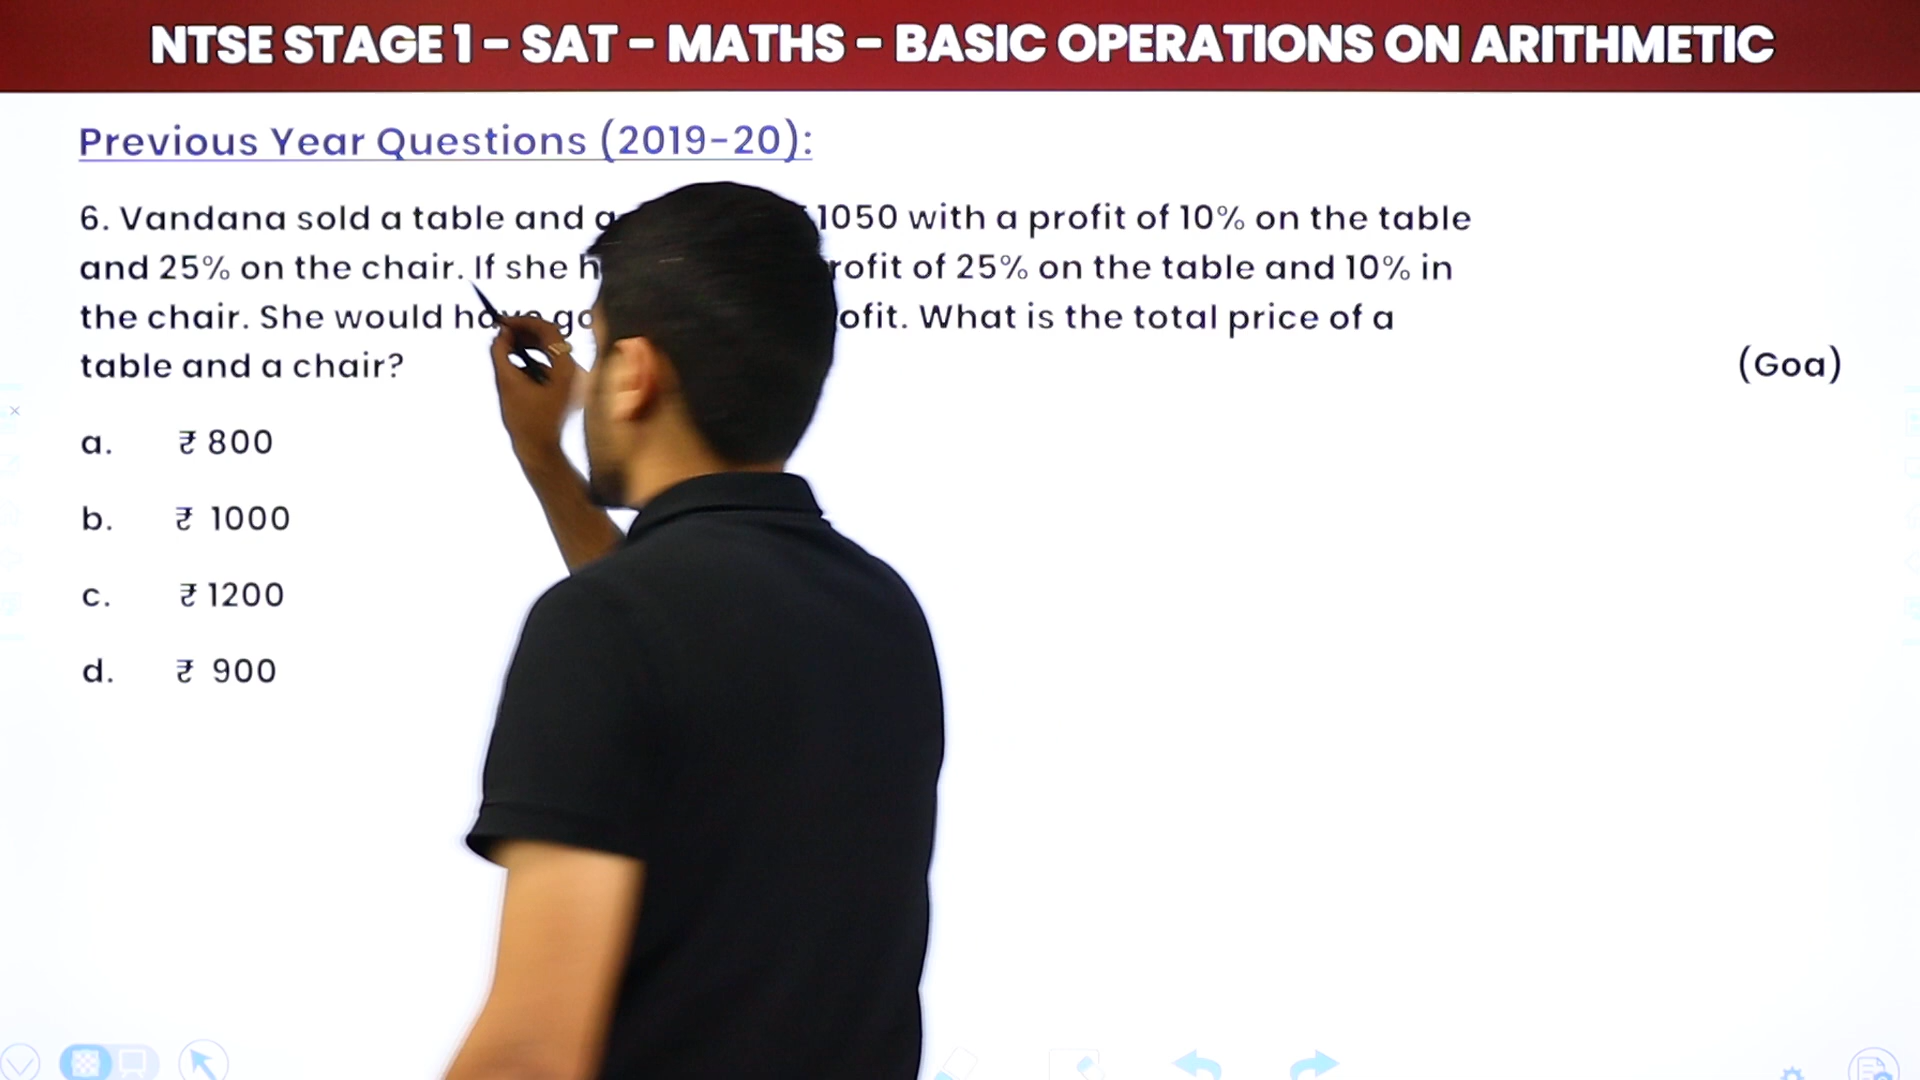 NTSE STAGE 1 – SAT – MATHS – BASIC OPERATIONS ON ARITHMETIC
Previous Year Questions (2019-20):
6. Vandana sold a table and 1050 with a profit of 10% on the table
and 25% on the chair. If she of 25% on the table and 10% in
the chair. She would What is the total price of a
table and a chair?
(Goa)
a. ₹ 800
b. ₹ 1000
c. ₹ 1200
d. ₹ 900